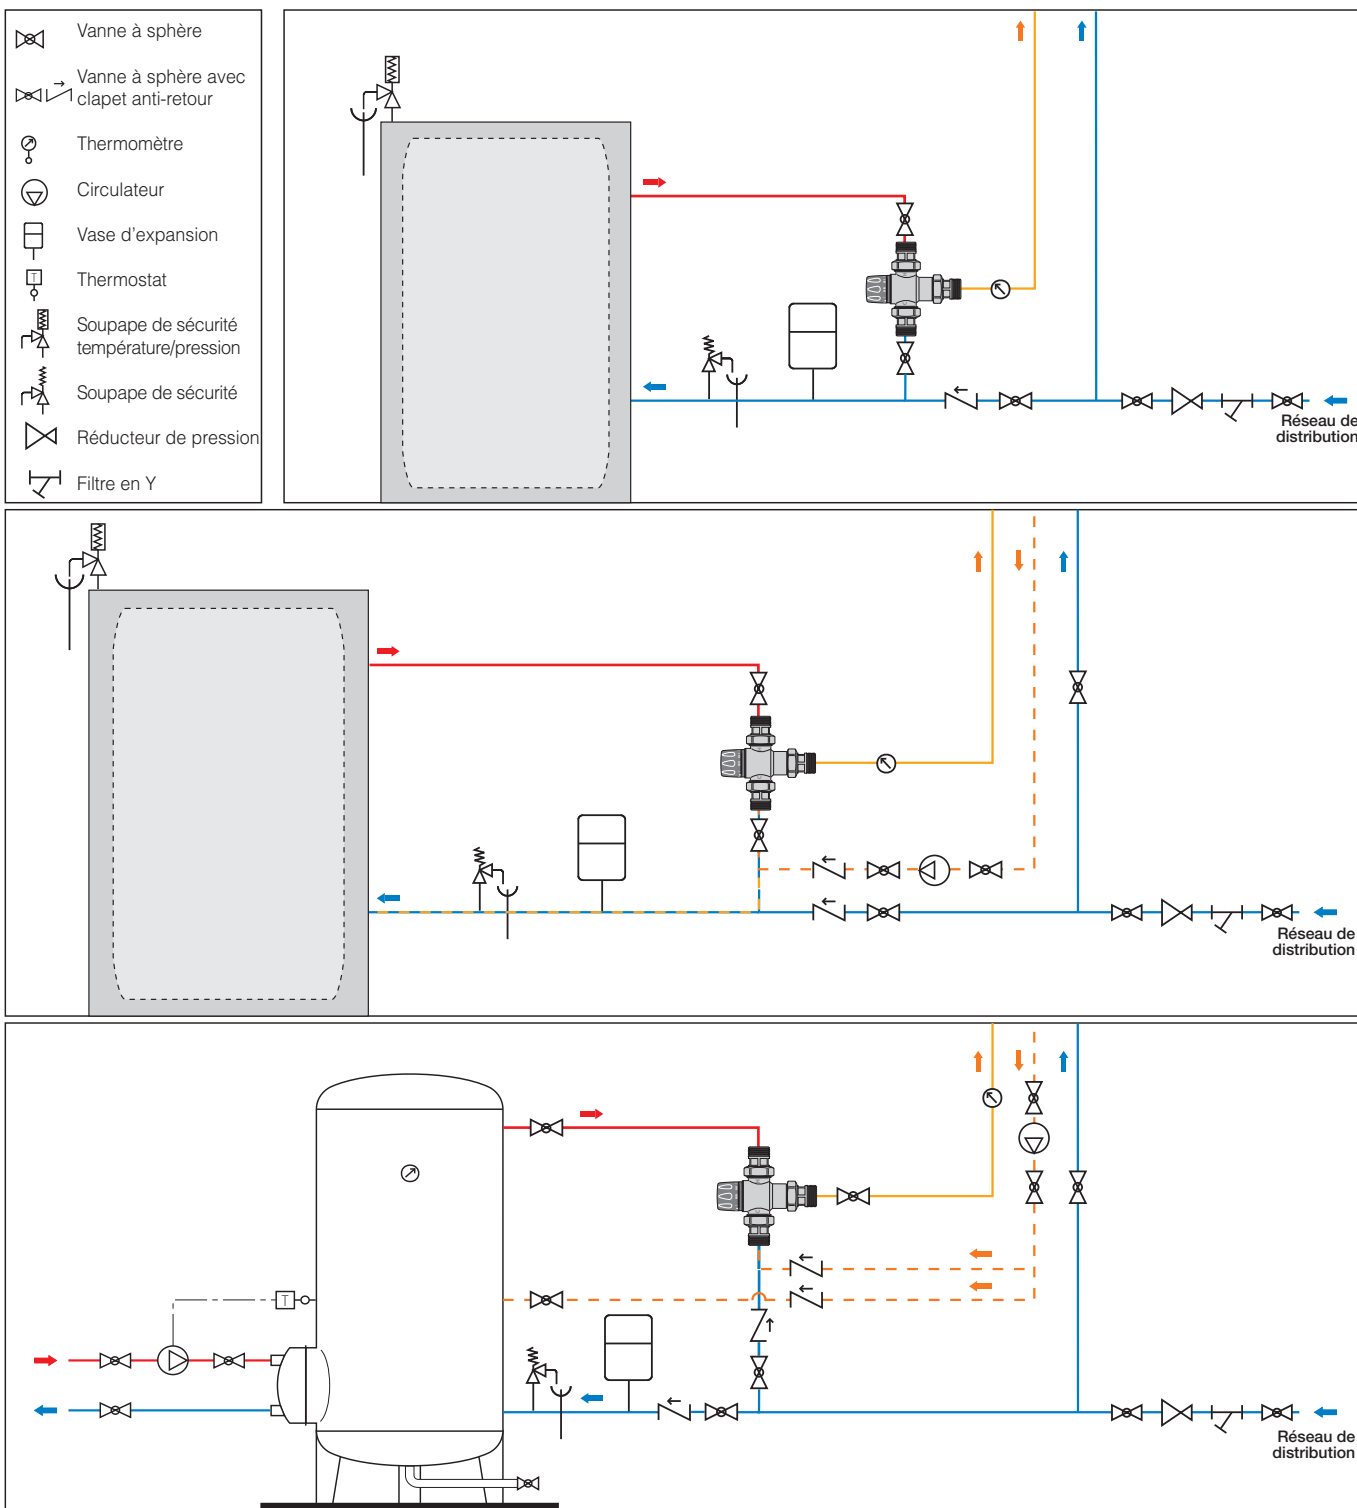 Vanne à sphère
Vanne à sphère avec
clapet anti-retour
Thermomètre
Circulateur
Vase d'expansion
T
Thermostat
Soupape de sécurité
température/pression
Soupape de sécurité
Réducteur de pression
Filtre en Y
Réseau de
distribution
Réseau de
distribution
T
Réseau de
distribution